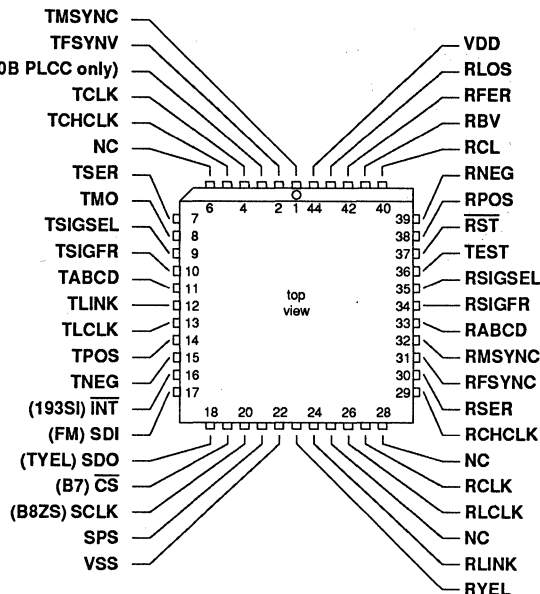 TMSYNC
TFSYNV
0B PLCC only)
TCLK
TCHCLK
NC
TSER
TMO
TSIGSEL
TSIGFR
TABCD
TLINK
TLCLK
TPOS
TNEG
(193SI) INT
(FM) SDI
(TYEL) SDO
(B7) CS
(B8ZS) SCLK
SPS
VSS
6 4 2 1 44 42 40
7
8
9
10
11
12
13
14
15
16
17
top
view
39
38
37
36
35
34
33
32
31
30
29
18 20 22 23 24 26 28
VDD
RLOS
RFER
RBV
RCL
RNEG
RPOS
RST
TEST
RSIGSEL
RSIGFR
RABCD
RMSYNC
RFSYNC
RSER
RCHCLK
NC
RCLK
RLCLK
NC
RLINK
RYEL